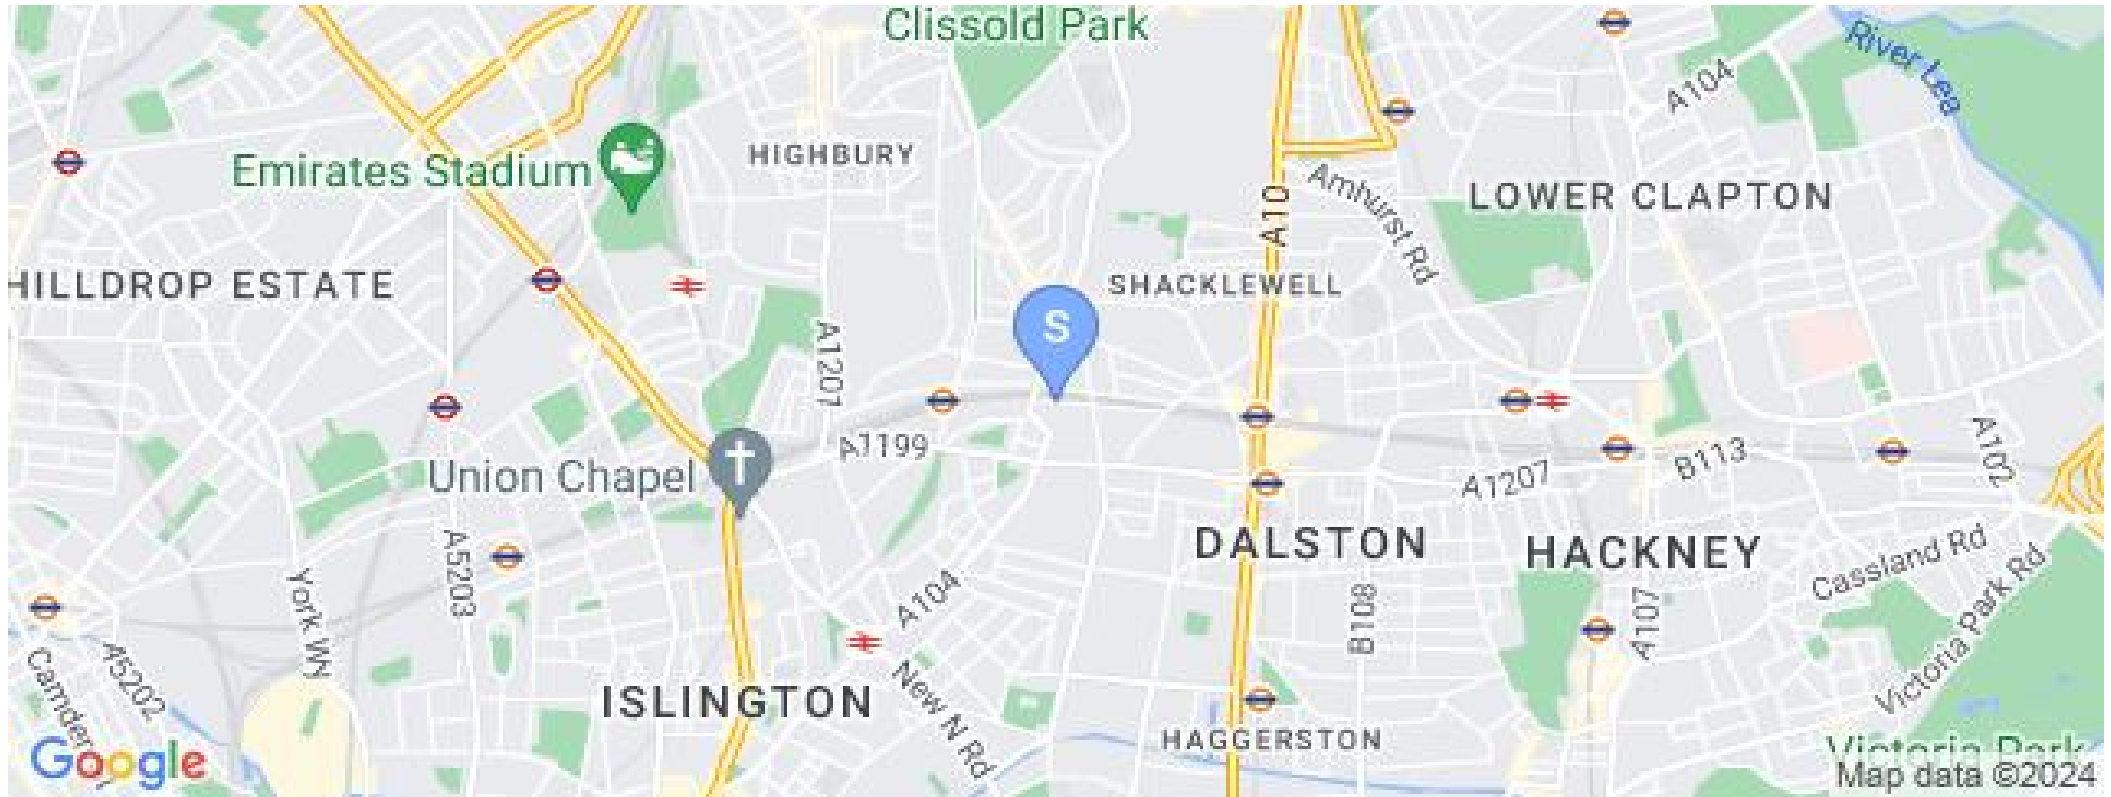 Clissold Park
River Lea
A104
Emirates Stadium
HIGHBURY
Amhurst Rd
LOWER CLAPTON
A10
HILLDROP ESTATE
SHACKLEWELL
S
A1207
A1199
Union Chapel
A1207
B113
A102
A5203
DALSTON
HACKNEY
York Wy
A104
B108
A107
Cassland Rd
Victoria Park Rd
A5202
Camden
ISLINGTON
New N Rd
HAGGERSTON
Google
Victoria Park
Map data ©2024